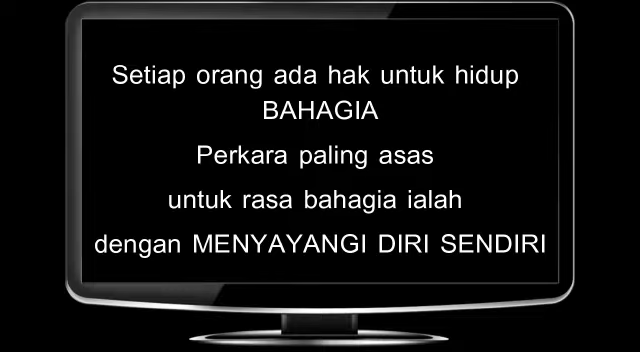 Setiap orang ada hak untuk hidup
BAHAGIA
Perkara paling asas
untuk rasa bahagia ialah
dengan MENYAYANGI DIRI SENDIRI